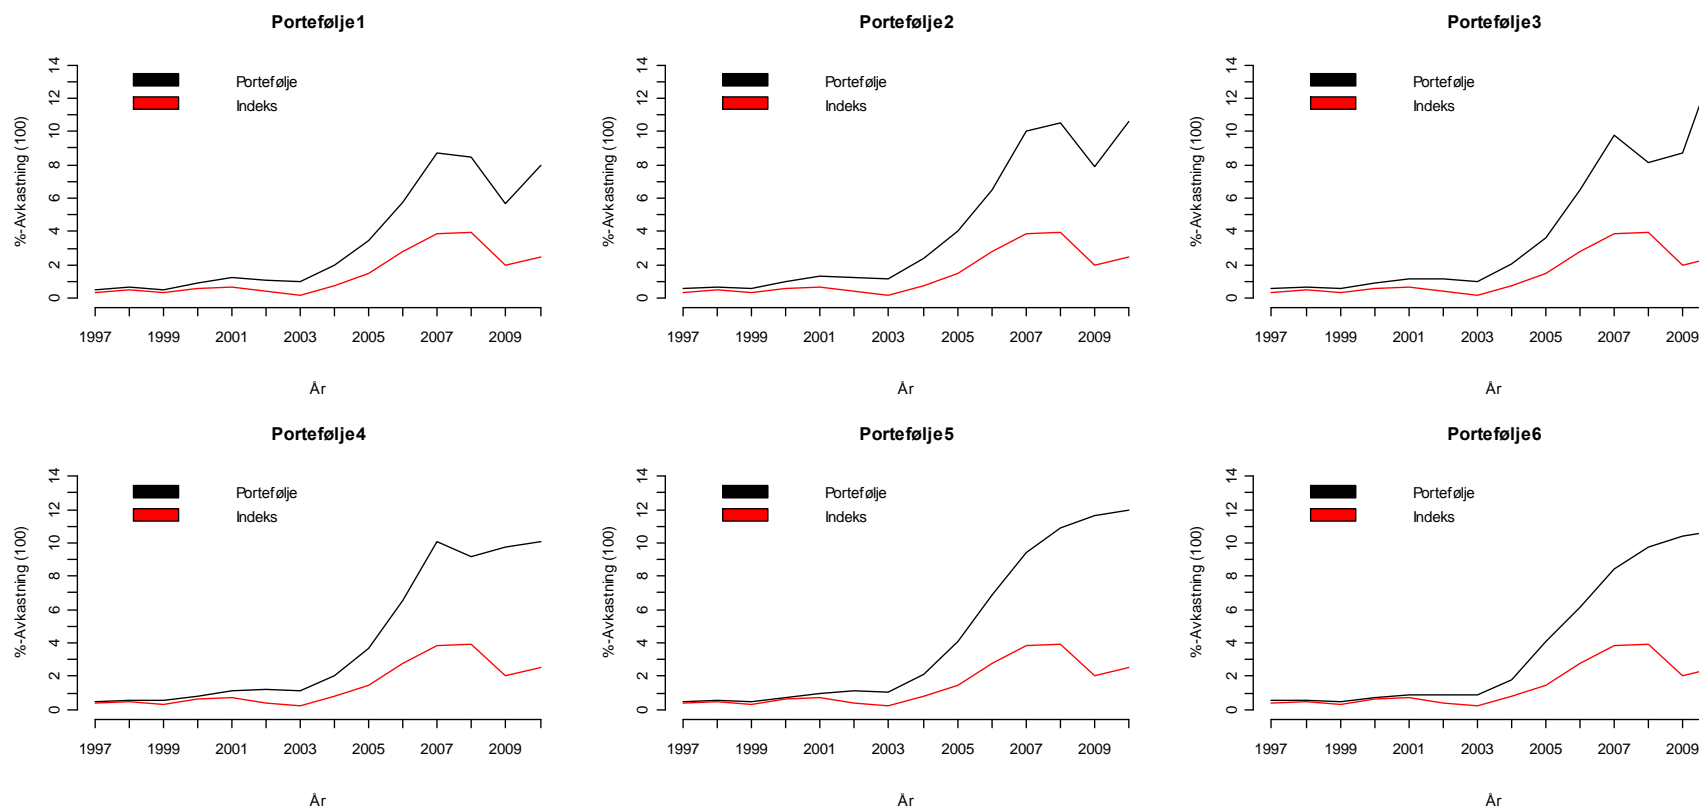 Portefølje1
%-Avkastning (100)
14
12
10
8
6
4
2
0
Portefølje
Indeks
1997 1999 2001 2003 2005 2007 2009
År
Portefølje2
%-Avkastning (100)
14
12
10
8
6
4
2
0
Portefølje
Indeks
1997 1999 2001 2003 2005 2007 2009
År
Portefølje3
%-Avkastning (100)
14
12
10
8
6
4
2
0
Portefølje
Indeks
1997 1999 2001 2003 2005 2007 2009
År
Portefølje4
%-Avkastning (100)
14
12
10
8
6
4
2
0
Portefølje
Indeks
1997 1999 2001 2003 2005 2007 2009
År
Portefølje5
%-Avkastning (100)
14
12
10
8
6
4
2
0
Portefølje
Indeks
1997 1999 2001 2003 2005 2007 2009
År
Portefølje6
%-Avkastning (100)
14
12
10
8
6
4
2
0
Portefølje
Indeks
1997 1999 2001 2003 2005 2007 2009
År